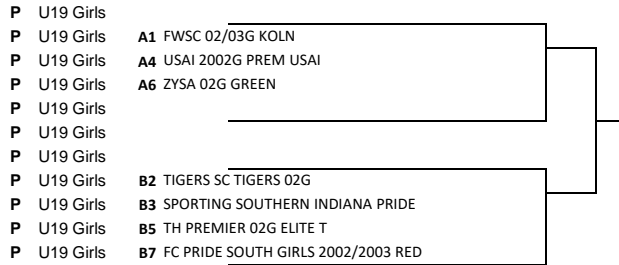 P U19 Girls
P U19 Girls A1 FWSC 02/03G KOLN
P U19 Girls A4 USAI 2002G PREM USAI
P U19 Girls A6 ZYSA 02G GREEN
P U19 Girls
P U19 Girls
P U19 Girls
P U19 Girls B2 TIGERS SC TIGERS 02G
P U19 Girls B3 SPORTING SOUTHERN INDIANA PRIDE
P U19 Girls B5 TH PREMIER 02G ELITE T
P U19 Girls B7 FC PRIDE SOUTH GIRLS 2002/2003 RED